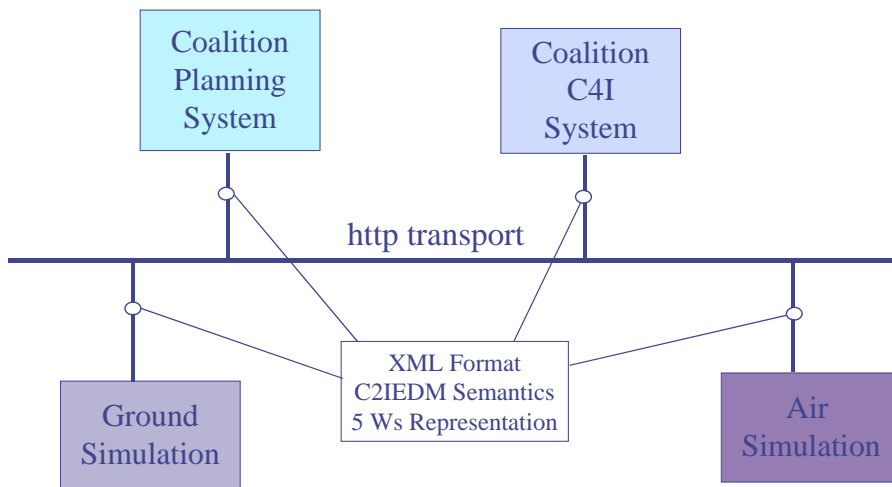 Coalition
Planning
System
Coalition
C4I
System
http transport
XML Format
C2IEDM Semantics
5 Ws Representation
Ground
Simulation
Air
Simulation